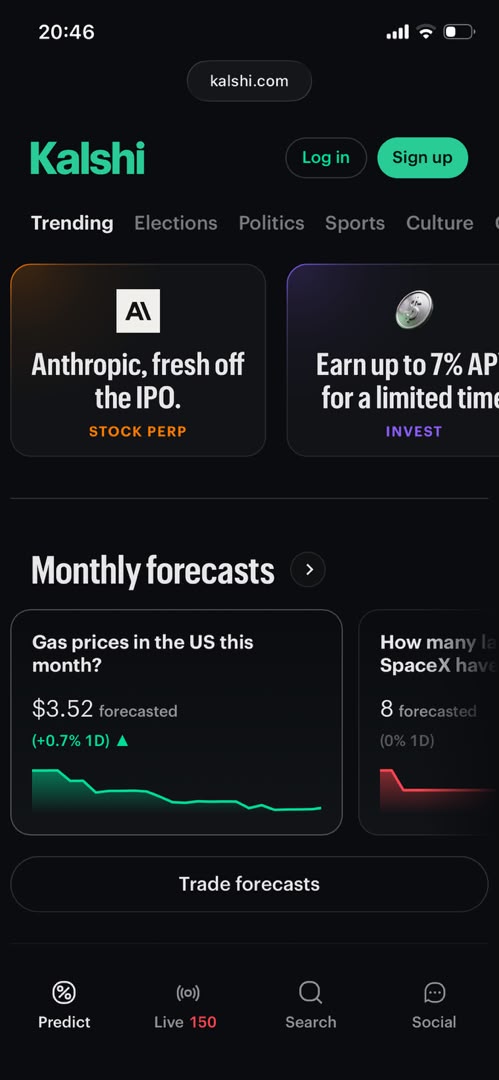 20:46
kalshi.com
Kalshi
Log in
Sign up
Trending Elections Politics Sports Culture
Anthropic, fresh off
the IPO.
STOCK PERP
Earn up to 7% AP
for a limited time
INVEST
Monthly forecasts
Gas prices in the US this
month?
$3.52 forecasted
(+0.7% 1D) ▲
How many la
SpaceX have
8 forecasted
(0% 1D)
Trade forecasts
Predict
Live 150
Search
Social